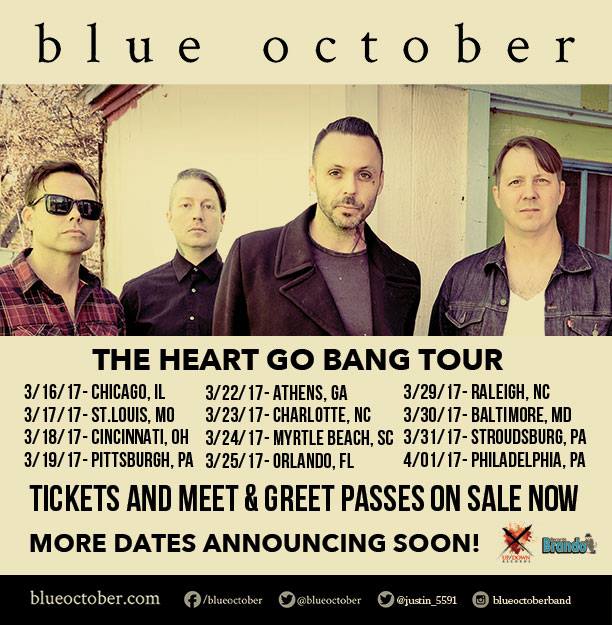 blue october
THE HEART GO BANG TOUR
3/16/17- CHICAGO, IL
3/17/17- ST.LOUIS, MO
3/18/17- CINCINNATI, OH
3/19/17- PITTSBURGH, PA
3/22/17- ATHENS, GA
3/23/17- CHARLOTTE, NC
3/24/17- MYRTLE BEACH, SC
3/25/17- ORLANDO, FL
3/29/17- RALEIGH, NC
3/30/17- BALTIMORE, MD
3/31/17- STROUDSBURG, PA
4/01/17- PHILADELPHIA, PA
TICKETS AND MEET & GREET PASSES ON SALE NOW
MORE DATES ANNOUNCING SOON!
UP/DOWN
RECORDS
Brando
blueoctober.com
/blueoctober
@blueoctober
@justin_5591
blueoctoberband